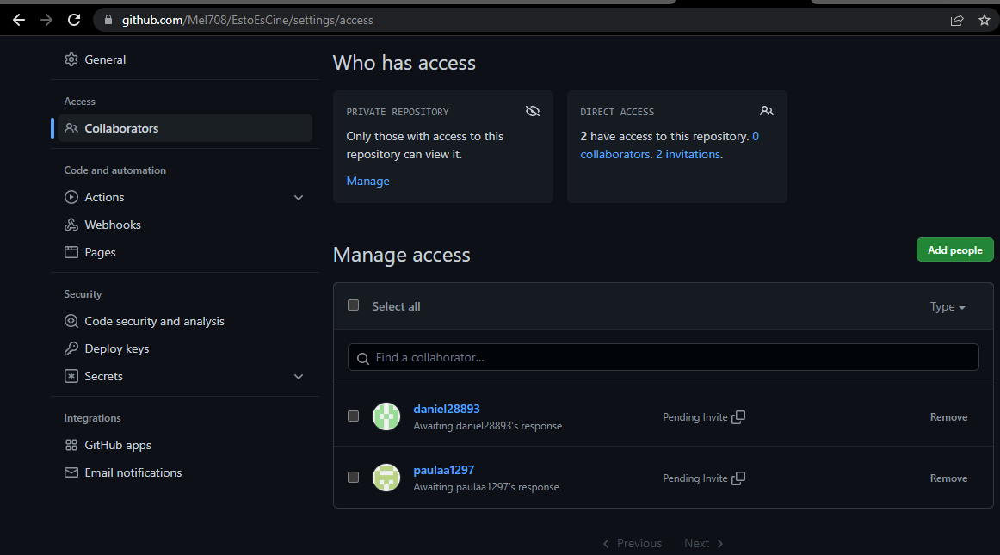 github.com/Mel708/EstoEsCine/settings/access
General
Access
Collaborators
Code and automation
Actions
Webhooks
Pages
Security
Code security and analysis
Deploy keys
Secrets
Integrations
GitHub apps
Email notifications
Who has access
PRIVATE REPOSITORY
Only those with access to this
repository can view it.
Manage
DIRECT ACCESS
2 have access to this repository. 0
collaborators. 2 invitations.
Manage access
Add people
Select all
Type
Find a collaborator...
daniel28893
Awaiting daniel28893's response
Pending Invite
Remove
paulaa1297
Awaiting paulaa1297's response
Pending Invite
Remove
Previous
Next